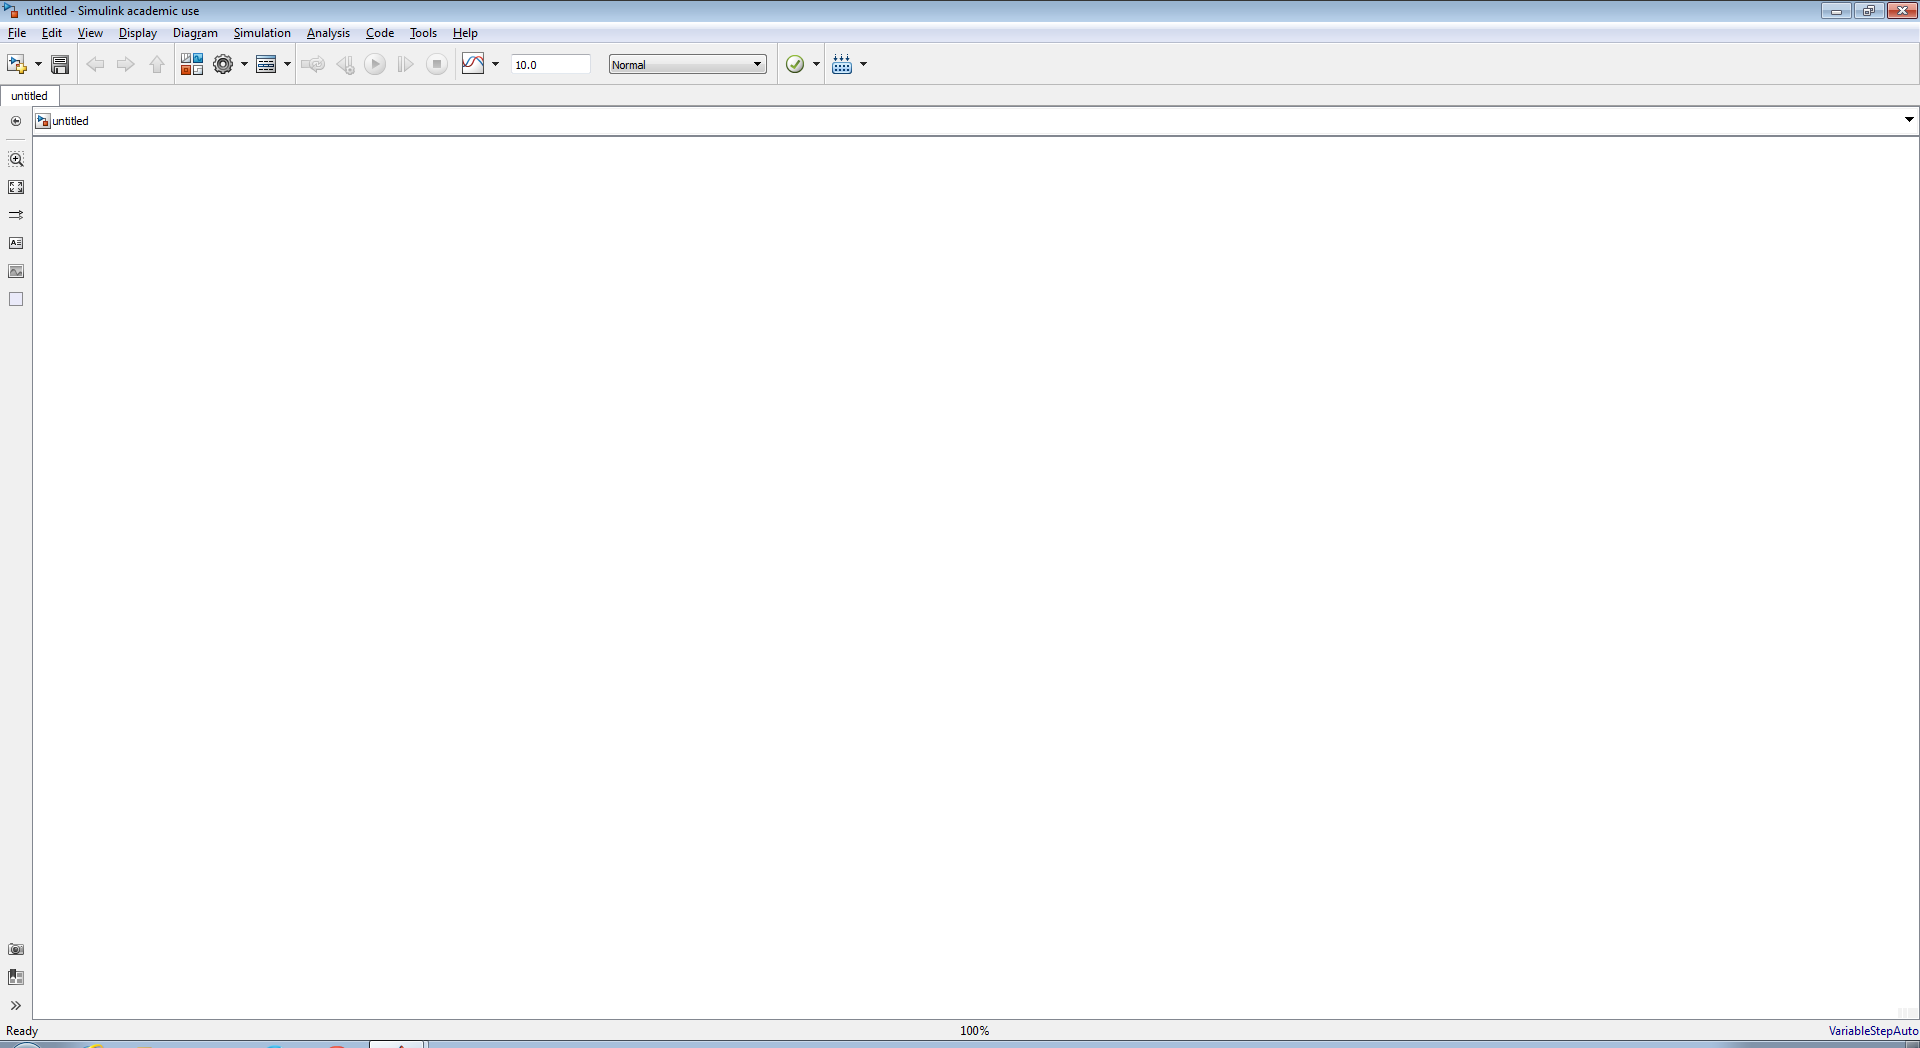 untitled - Simulink academic use
File Edit View Display Diagram Simulation Analysis Code Tools Help
10.0 Normal
untitled
untitled
Ready 100% VariableStepAuto